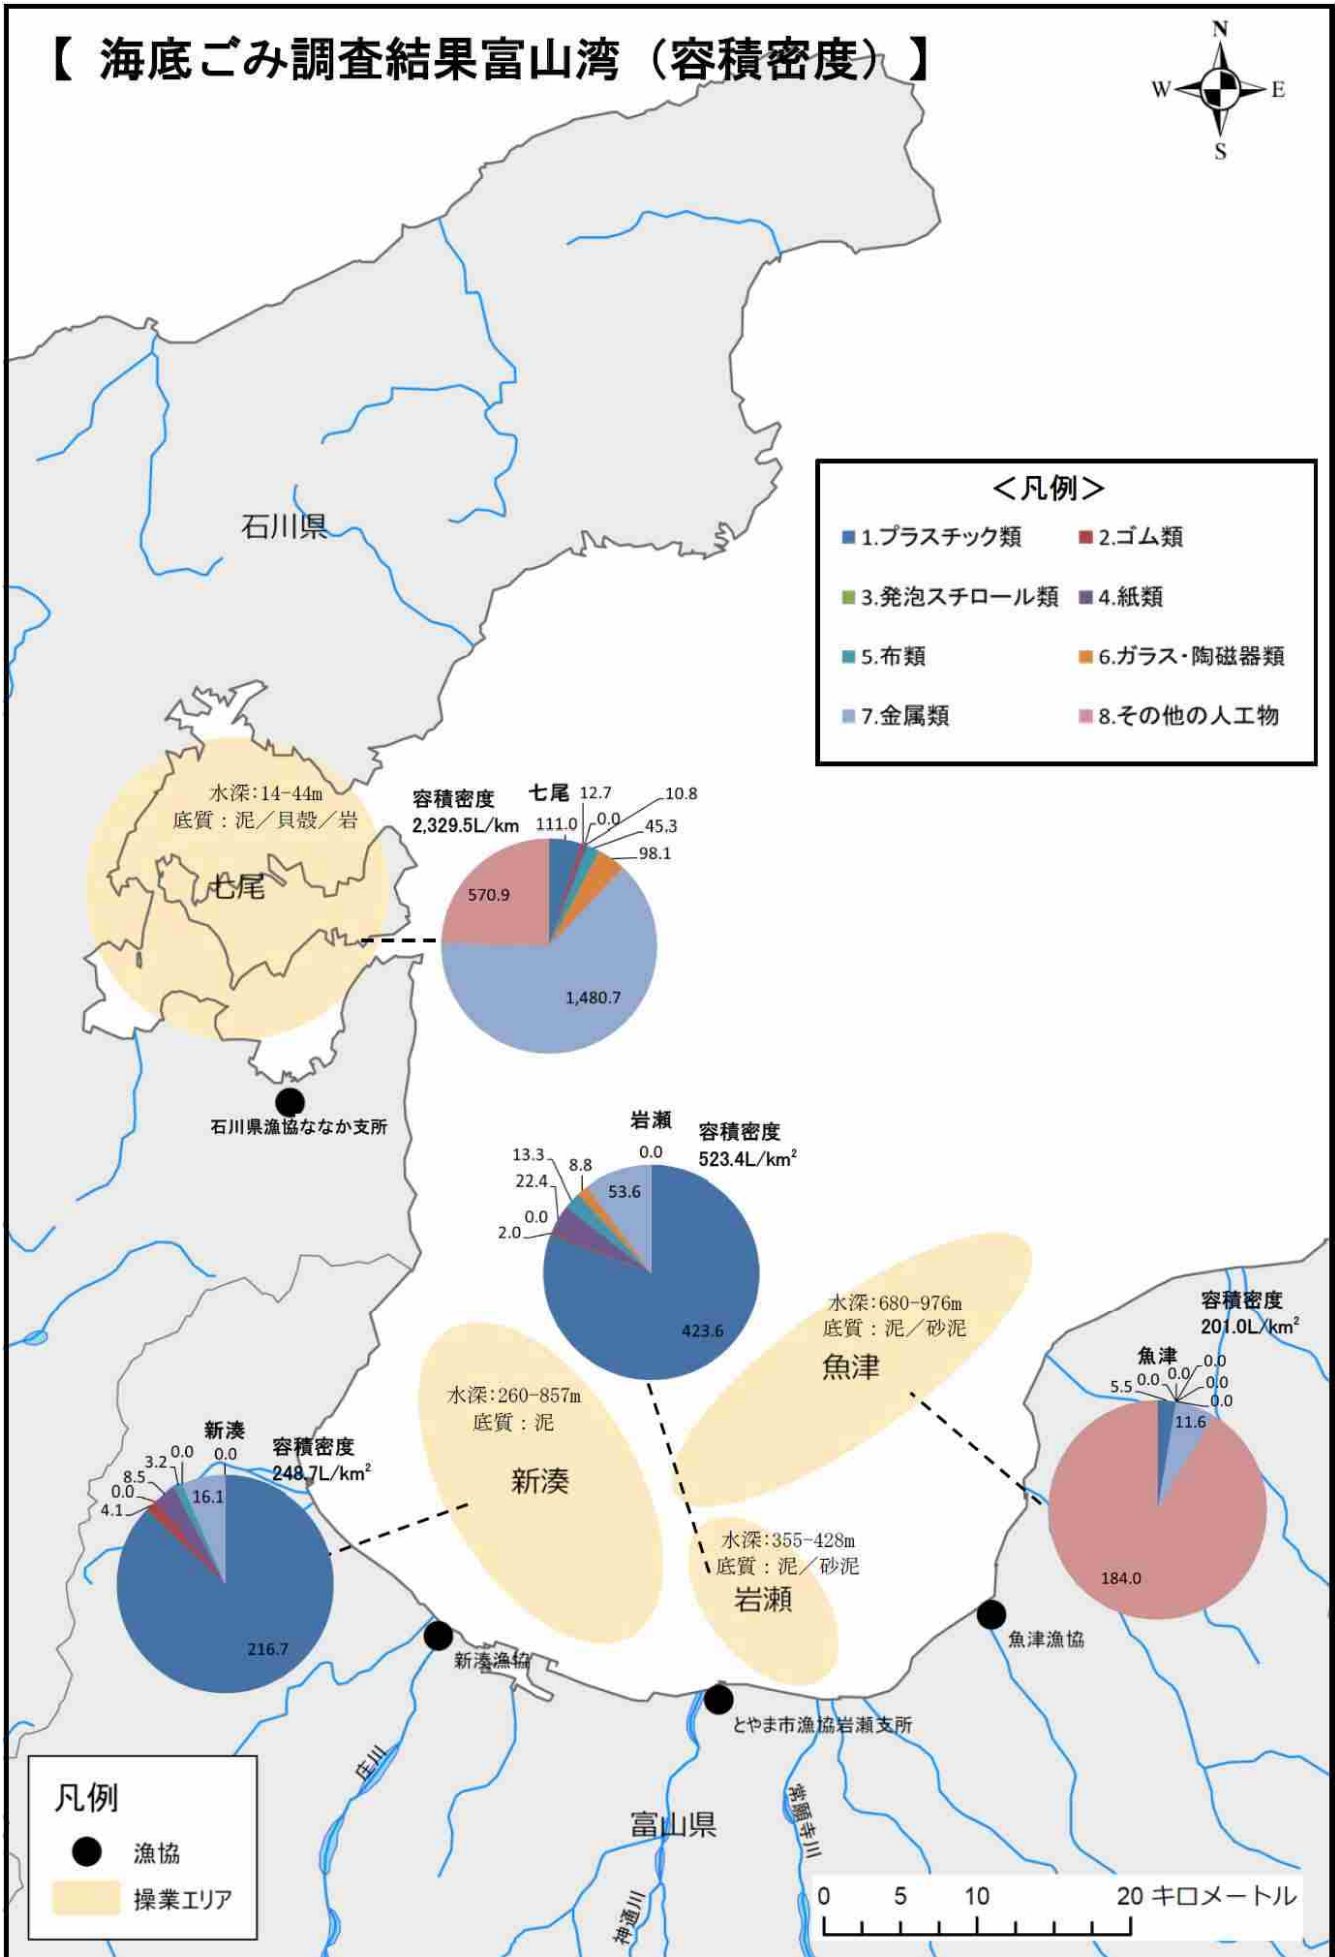 【 海底ごみ調査結果富山湾（容積密度）】
N
W
E
S
石川県
＜凡例＞
1.プラスチック類
2.ゴム類
3.発泡スチロール類
4.紙類
5.布類
6.ガラス・陶磁器類
7.金属類
8.その他の人工物
水深:14-44m
底質：泥／貝殻／岩
七尾
容積密度
2,329.5L/km
七尾
12.7
10.8
111.0
0.0
45.3
98.1
570.9
1,480.7
石川県漁協ななか支所
岩瀬
容積密度
523.4L/km²
0.0
13.3
8.8
22.4
53.6
0.0
2.0
423.6
水深:680-976m
底質：泥／砂泥
魚津
容積密度
201.0L/km²
魚津
0.0
0.0
0.0
5.5
0.0
0.0
11.6
184.0
水深:260-857m
底質：泥
新湊
新湊
容積密度
248.7L/km²
0.0
0.0
3.2
8.5
0.0
4.1
16.1
216.7
水深:355-428m
底質：泥／砂泥
岩瀬
新湊漁協
魚津漁協
とやま市漁協岩瀬支所
庄川
富山県
常願寺川
神通川
凡例
漁協
操業エリア
0 5 10 20 キロメートル